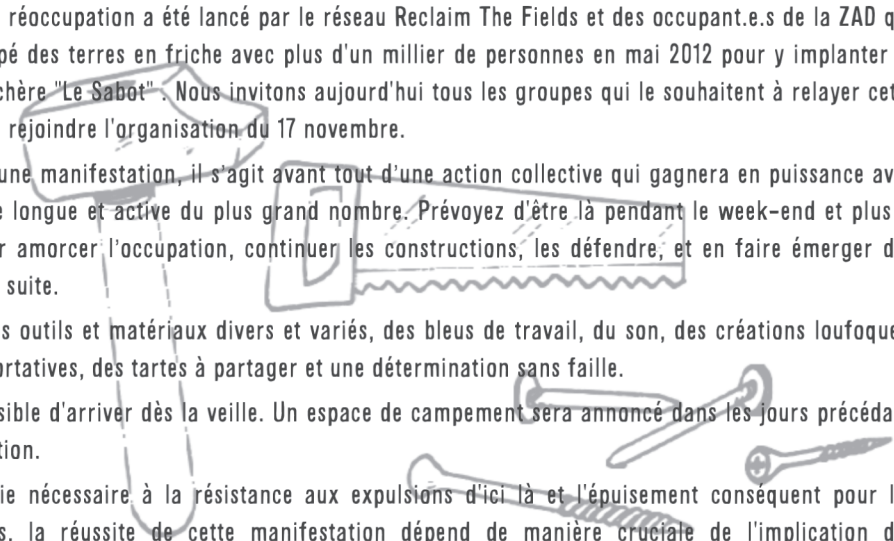 réoccupation a été lancé par le réseau Reclaim The Fields et des occupant.e.s de la ZAD q
pé des terres en friche avec plus d'un millier de personnes en mai 2012 pour y implanter
chère "Le Sabot" . Nous invitons aujourd'hui tous les groupes qui le souhaitent à relayer cet
rejoindre l'organisation du 17 novembre.
une manifestation, il s'agit avant tout d'une action collective qui gagnera en puissance av
e longue et active du plus grand nombre. Prévoyez d'être là pendant le week-end et plus
r amorcer l'occupation, continuer les constructions, les défendre, et en faire émerger d
suite.
s outils et matériaux divers et variés, des bleus de travail, du son, des créations loufoque
ortatives, des tartes à partager et une détermination sans faille.
sible d'arriver dès la veille. Un espace de campement sera annoncé dans les jours précéda
tion.
ie nécessaire à la résistance aux expulsions d'ici là et l'épuisement conséquent pour l
s, la réussite de cette manifestation dépend de manière cruciale de l'implication d